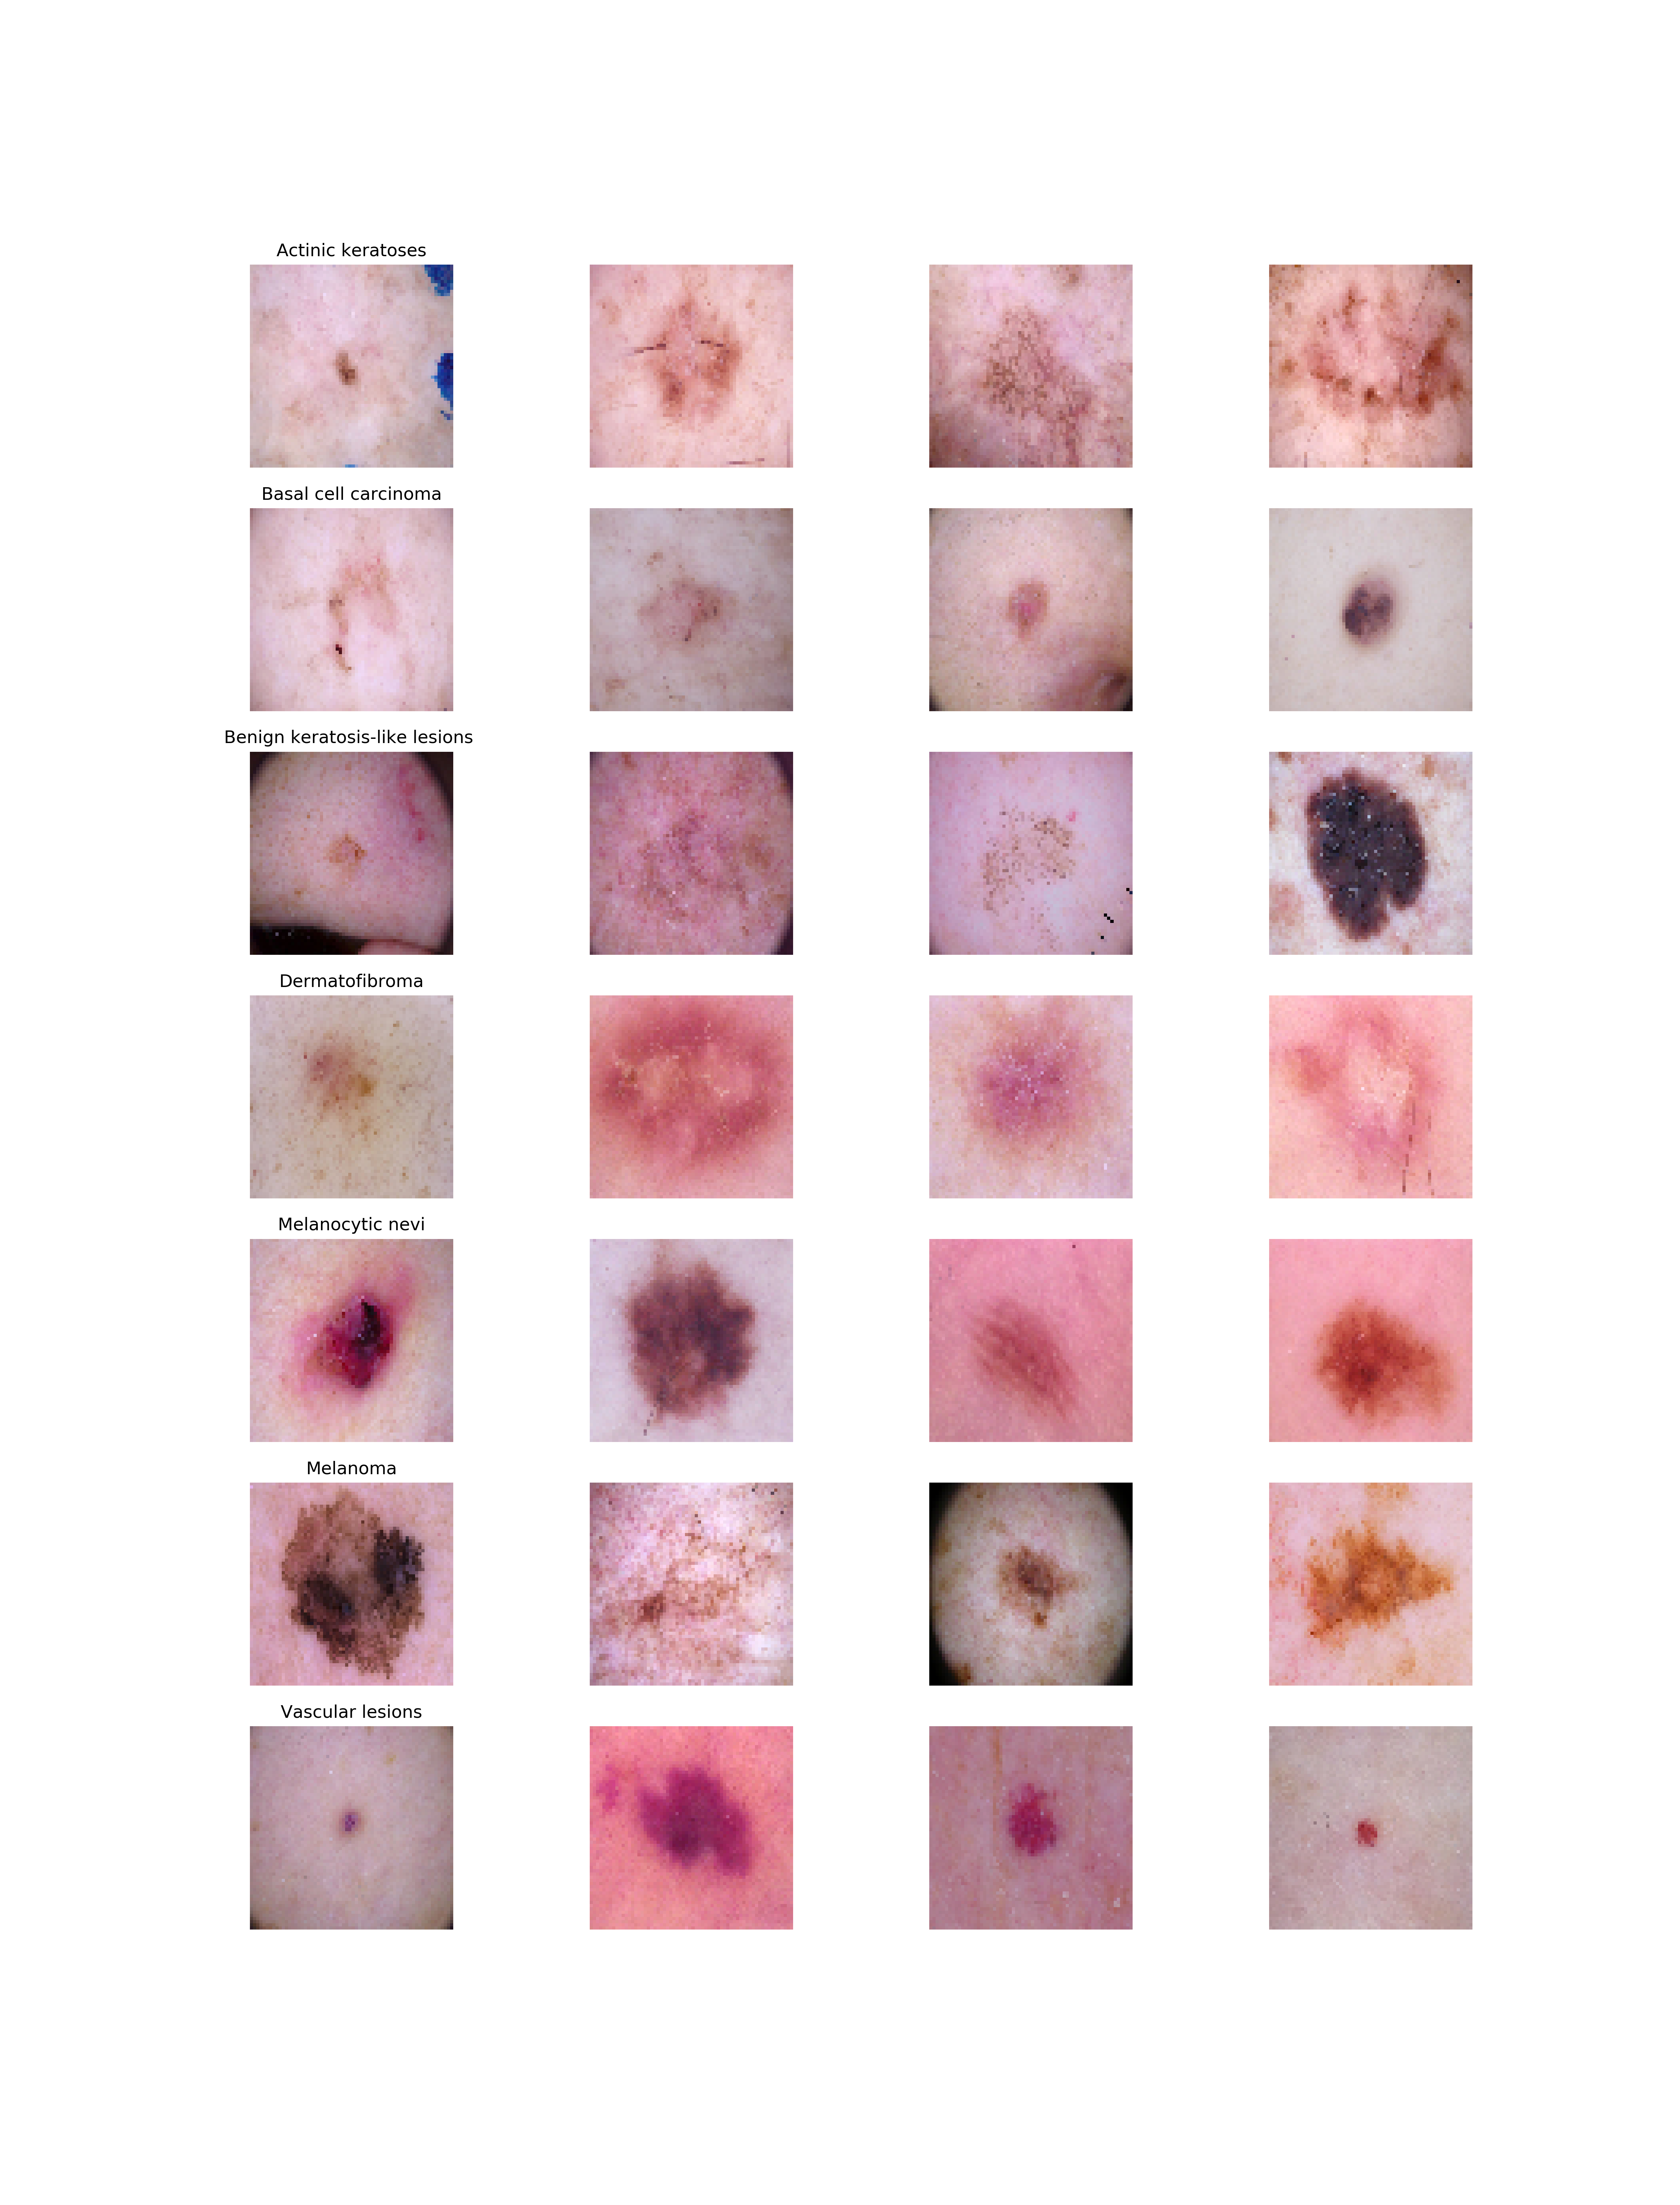 Actinic keratoses
Basal cell carcinoma
Benign keratosis-like lesions
Dermatofibroma
Melanocytic nevi
Melanoma
Vascular lesions